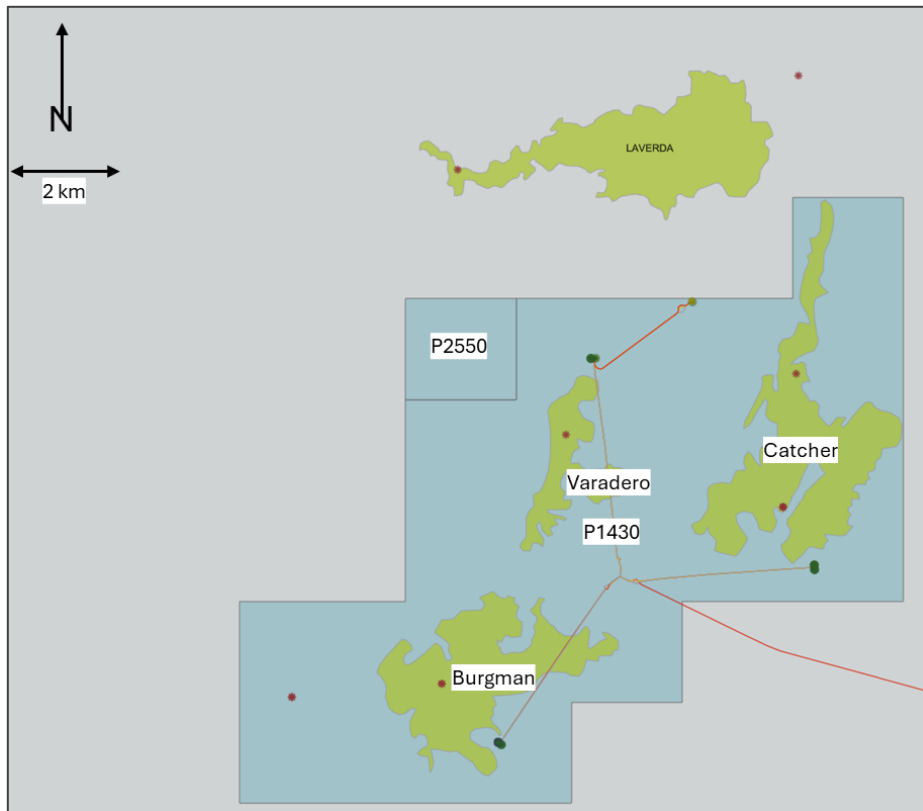 N
2 km
LAVERDA
P2550
Catcher
Varadero
P1430
Burgman